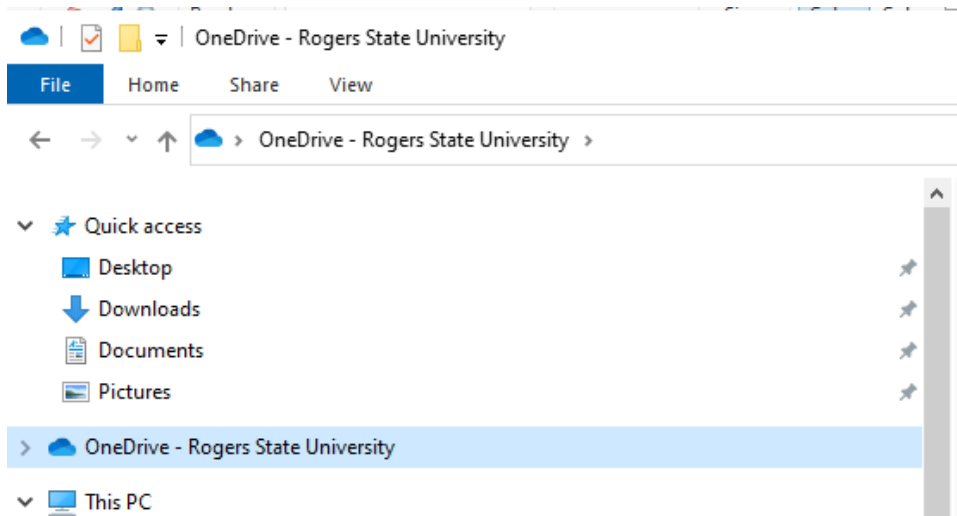 OneDrive - Rogers State University
File Home Share View
OneDrive - Rogers State University
Quick access
Desktop
Downloads
Documents
Pictures
OneDrive - Rogers State University
This PC